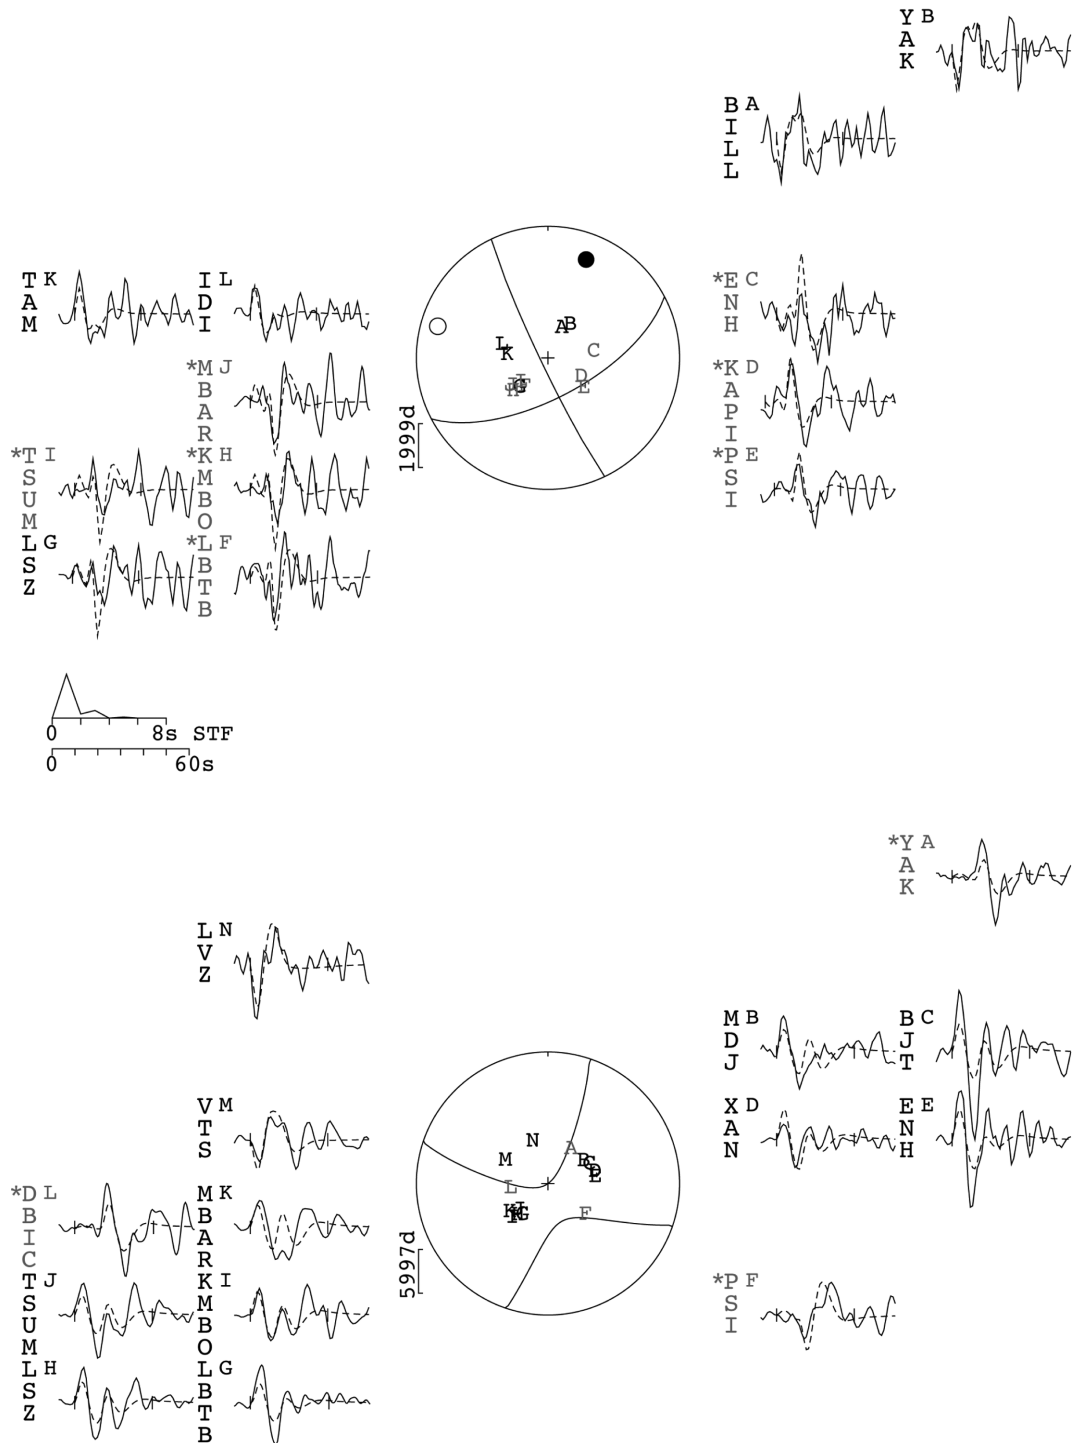 YAK B
BILL A
TAM K
IDI L
*ENH C
*MBAR J
*KAPI D
*TSUM I
*KMBO H
*PSI E
LSZ G
*LBTB F
A B
C
L
K
D
E
1999d
0 8s STF
0 60s
*YAK A
LVZ N
MDJ B
BJT C
XAN D
ENH E
VTS M
*DBIC L
MBAR K
TSUM J
KMBO I
*PSI F
LSZ H
LBTB G
N
A
M
B
C
D
E
L
F
5997d